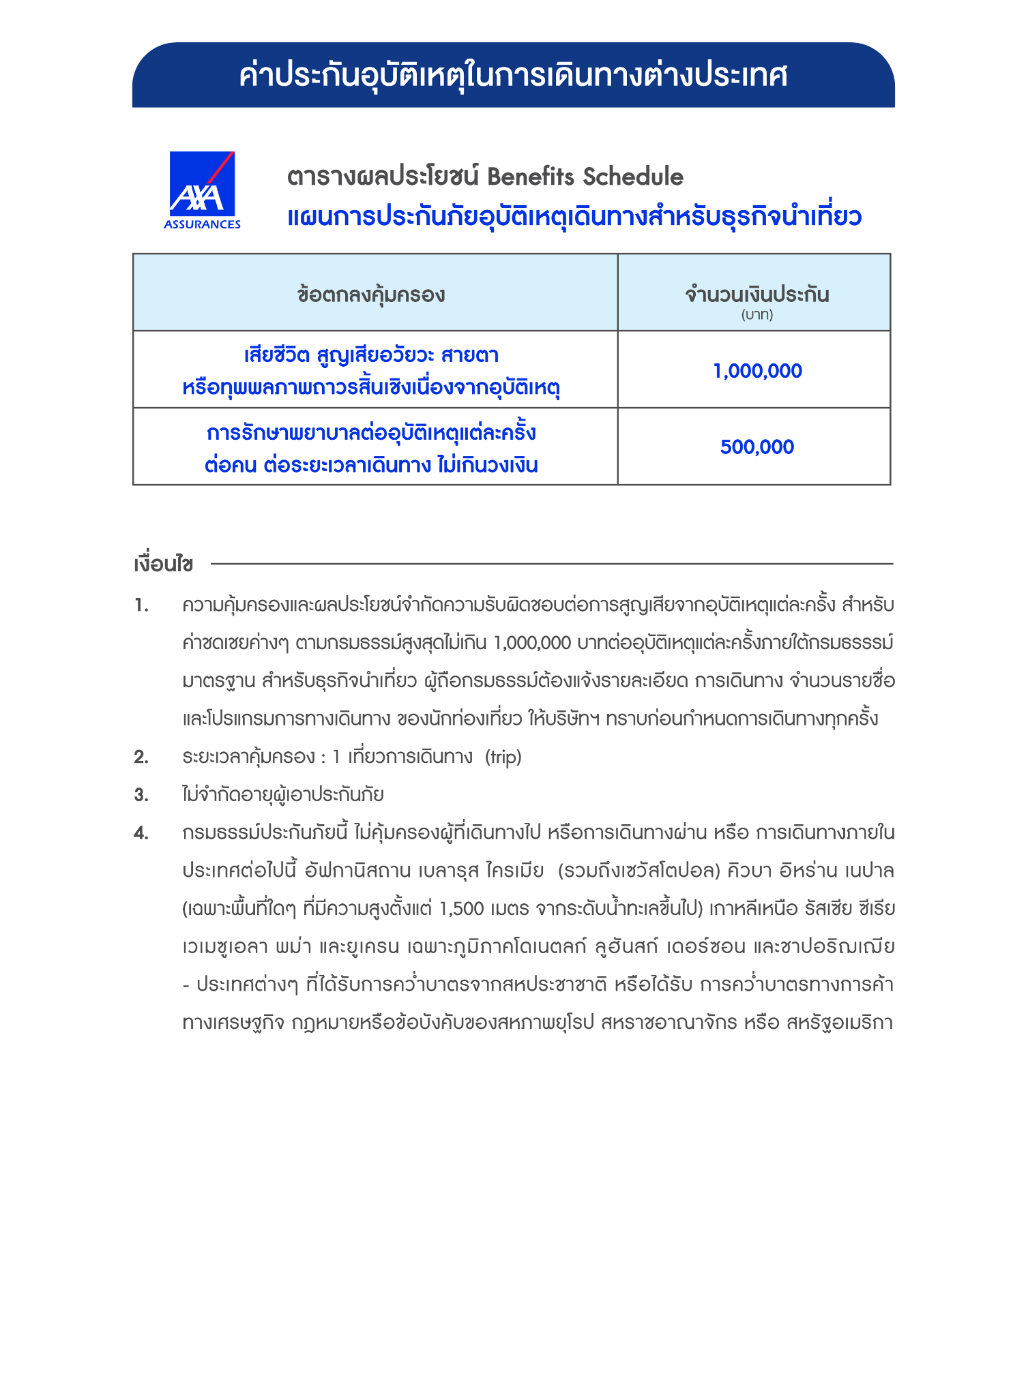 ค่าประกันอุบัติเหตุในการเดินทางต่างประเทศ
AXA
ASSURANCES
ตารางผลประโยชน์ Benefits Schedule
แผนการประกันภัยอุบัติเหตุเดินทางสำหรับธุรกิจนำเที่ยว
ข้อตกลงคุ้มครอง
จำนวนเงินประกัน
(บาท)
เสียชีวิต สูญเสียอวัยวะ สายตา
หรือทุพพลภาพถาวรสิ้นเชิงเนื่องจากอุบัติเหตุ
1,000,000
การรักษาพยาบาลต่ออุบัติเหตุแต่ละครั้ง
ต่อคน ต่อระยะเวลาเดินทาง ไม่เกินวงเงิน
500,000
เงื่อนไข
1. ความคุ้มครองและผลประโยชน์จำกัดความรับผิดชอบต่อการสูญเสียจากอุบัติเหตุแต่ละครั้ง สำหรับ
ค่าชดเชยค่างๆ ตามกรมธรรม์สูงสุดไม่เกิน 1,000,000 บาทต่ออุบัติเหตุแต่ละครั้งภายใต้กรมธรรรม์
มาตรฐาน สำหรับธุรกิจนำเที่ยว ผู้ถือกรมธรรม์ต้องแจ้งรายละเอียด การเดินทาง จำนวนรายชื่อ
และโปรแกรมการทางเดินทาง ของนักท่องเที่ยว ให้บริษัทฯ ทราบก่อนกำหนดการเดินทางทุกครั้ง
2. ระยะเวลาคุ้มครอง : 1 เที่ยวการเดินทาง (trip)
3. ไม่จำกัดอายุผู้เอาประกันภัย
4. กรมธรรม์ประกันภัยนี้ ไม่คุ้มครองผู้ที่เดินทางไป หรือการเดินทางผ่าน หรือ การเดินทางภายใน
ประเทศต่อไปนี้ อัฟกานิสถาน เบลารุส ไครเมีย (รวมถึงเซวัสโตปอล) คิวบา อิหร่าน เนปาล
(เฉพาะพื้นที่ใดๆ ที่มีความสูงตั้งแต่ 1,500 เมตร จากระดับน้ำทะเลขึ้นไป) เกาหลีเหนือ รัสเซีย ซีเรีย
เวเมซูเอลา พม่า และยูเครน เฉพาะภูมิภาคโดเนตลก์ ลูฮันสก์ เดอร์ซอน และซาปอริฌเฌีย
- ประเทศต่างๆ ที่ได้รับการคว่ำบาตรจากสหประชาชาติ หรือได้รับ การคว่ำบาตรทางการค้า
ทางเศรษฐกิจ กฎหมายหรือข้อบังคับของสหภาพยุโรป สหราชอาณาจักร หรือ สหรัฐอเมริกา